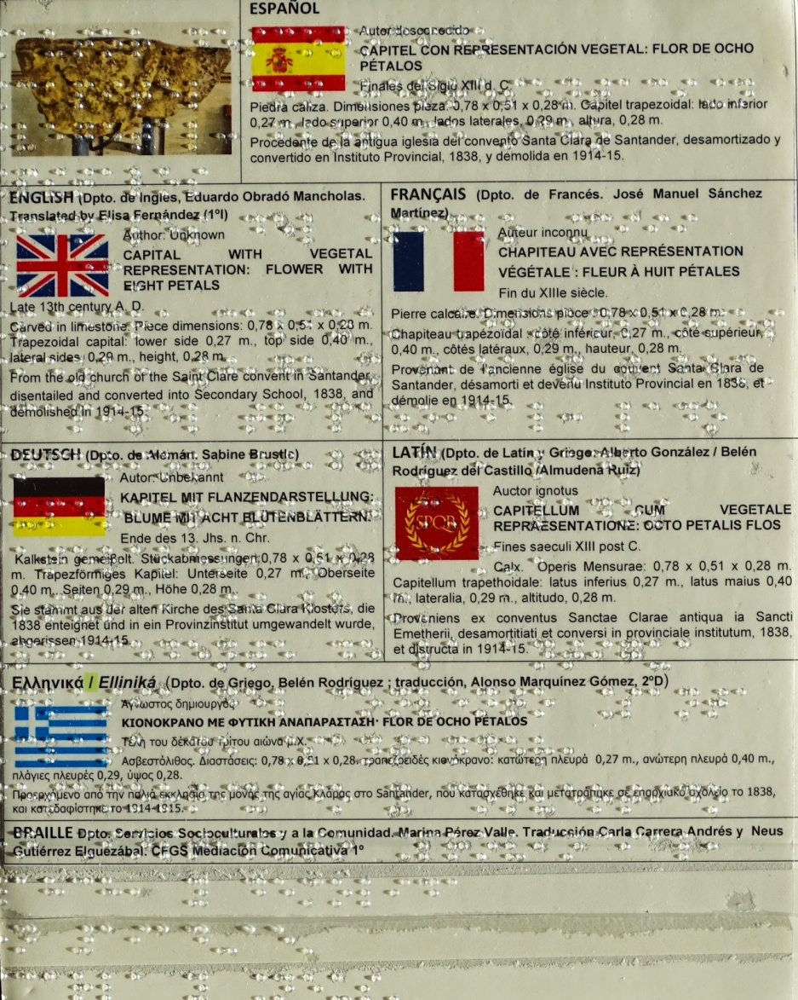 ESPAÑOL
Autor desconocido
CAPITEL CON REPRESENTACIÓN VEGETAL: FLOR DE OCHO
PÉTALOS
Finales del Siglo XIII d. C.
Piedra caliza. Dimensiones pieza: 0,78 x 0,51 x 0,28 m. Capitel trapezoidal: lado inferior
0,27 m., lado superior 0,40 m., lados laterales, 0,29 m., altura, 0,28 m.
Procedente de la antigua iglesia del convento Santa Clara de Santander, desamortizado y
convertido en Instituto Provincial, 1838, y demolida en 1914-15.
ENGLISH (Dpto. de Inglés, Eduardo Obradó Mancholas.
Translated by Elisa Fernández (1ºI)
Author: Unknown
CAPITAL WITH VEGETAL
REPRESENTATION: FLOWER WITH
EIGHT PETALS
Late 13th century A. D.
Carved in limestone. Piece dimensions: 0,78 x 0,51 x 0,28 m.
Trapezoidal capital: lower side 0,27 m., top side 0,40 m.,
lateral sides 0,29 m., height, 0,28 m.
From the old church of the Saint Clare convent in Santander,
disentailed and converted into Secondary School, 1838, and
demolished in 1914-15.
FRANÇAIS (Dpto. de Francés. José Manuel Sánchez
Martínez)
Auteur inconnu
CHAPITEAU AVEC REPRÉSENTATION
VÉGÉTALE : FLEUR À HUIT PÉTALES
Fin du XIIIe siècle.
Pierre calcaire. Dimensions pièce : 0,78 x 0,51 x 0,28 m.
Chapiteau trapézoïdal : côté inférieur, 0,27 m., côté supérieur,
0,40 m., côtés latéraux, 0,29 m., hauteur, 0,28 m.
Provenant de l'ancienne église du couvent Santa Clara de
Santander, désamorti et devenu Instituto Provincial en 1838, et
démolie en 1914-15.
DEUTSCH (Dpto. de Alemán. Sabine Brustle)
Autor: Unbekannt
KAPITEL MIT FLANZENDARSTELLUNG:
BLUME MIT ACHT BLÜTENBLÄTTERN.
Ende des 13. Jhs. n. Chr.
Kalkstein gemeißelt. Stückabmessungen:0,78 x 0,51 x 0,28
m. Trapezförmiges Kapitel: Unterseite 0,27 m., Oberseite
0,40 m., Seiten 0,29 m., Höhe 0,28 m..
Sie stammt aus der alten Kirche des Santa Clara Klosters, die
1838 enteignet und in ein Provinzinstitut umgewandelt wurde,
abgerissen 1914-15.
LATÍN (Dpto. de Latín y Griego: Alberto González / Belén
Rodríguez del Castillo /Almudena Ruiz)
SPQR
Auctor ignotus
CAPITELLUM CUM VEGETALE
REPRAESENTATIONE: OCTO PETALIS FLOS
Fines saeculi XIII post C.
Calx. Operis Mensurae: 0,78 x 0,51 x 0,28 m.
Capitellum trapethoidale: latus inferius 0,27 m., latus maius 0,40
m., lateralia, 0,29 m., altitudo, 0,28 m.
Proveniens ex conventus Sanctae Clarae antiqua ia Sancti
Emetherii, desamortitiati et conversi in provinciale institutum, 1838,
et distructa in 1914-15.
Ελληνικά / Elliniká (Dpto. de Griego, Belén Rodríguez ; traducción, Alonso Marquínez Gómez, 2ºD)
Άγνωστος δημιουργός
ΚΙΟΝΟΚΡΑΝΟ ΜΕ ΦΥΤΙΚΗ ΑΝΑΠΑΡΑΣΤΑΣΗ· FLOR DE OCHO PÉTALOS
Τέλη του δέκατου τρίτου αιώνα μ.Χ.
Ασβεστόλιθος. Διαστάσεις: 0,78 x 0,51 x 0,28, τραπεζοειδές κιονόκρανο: κατώτερη πλευρά 0,27 m., ανώτερη πλευρά 0,40 m.,
πλάγιες πλευρές 0,29, ύψος 0,28.
Προερχόμενο από την παλιά εκκλησία της μονής της αγίας Κλάρας στο Santander, που κατασχέθηκε και μετατράπηκε σε επαρχιακό σχολείο το 1838,
και κατεδαφίστηκε το 1914-1915.
BRAILLE Dpto. Servicios Socioculturales y a la Comunidad. Marina Pérez Valle. Traducción Carla Carrera Andrés y Neus
Gutiérrez Elguézábal. CFGS Mediación Comunicativa 1º